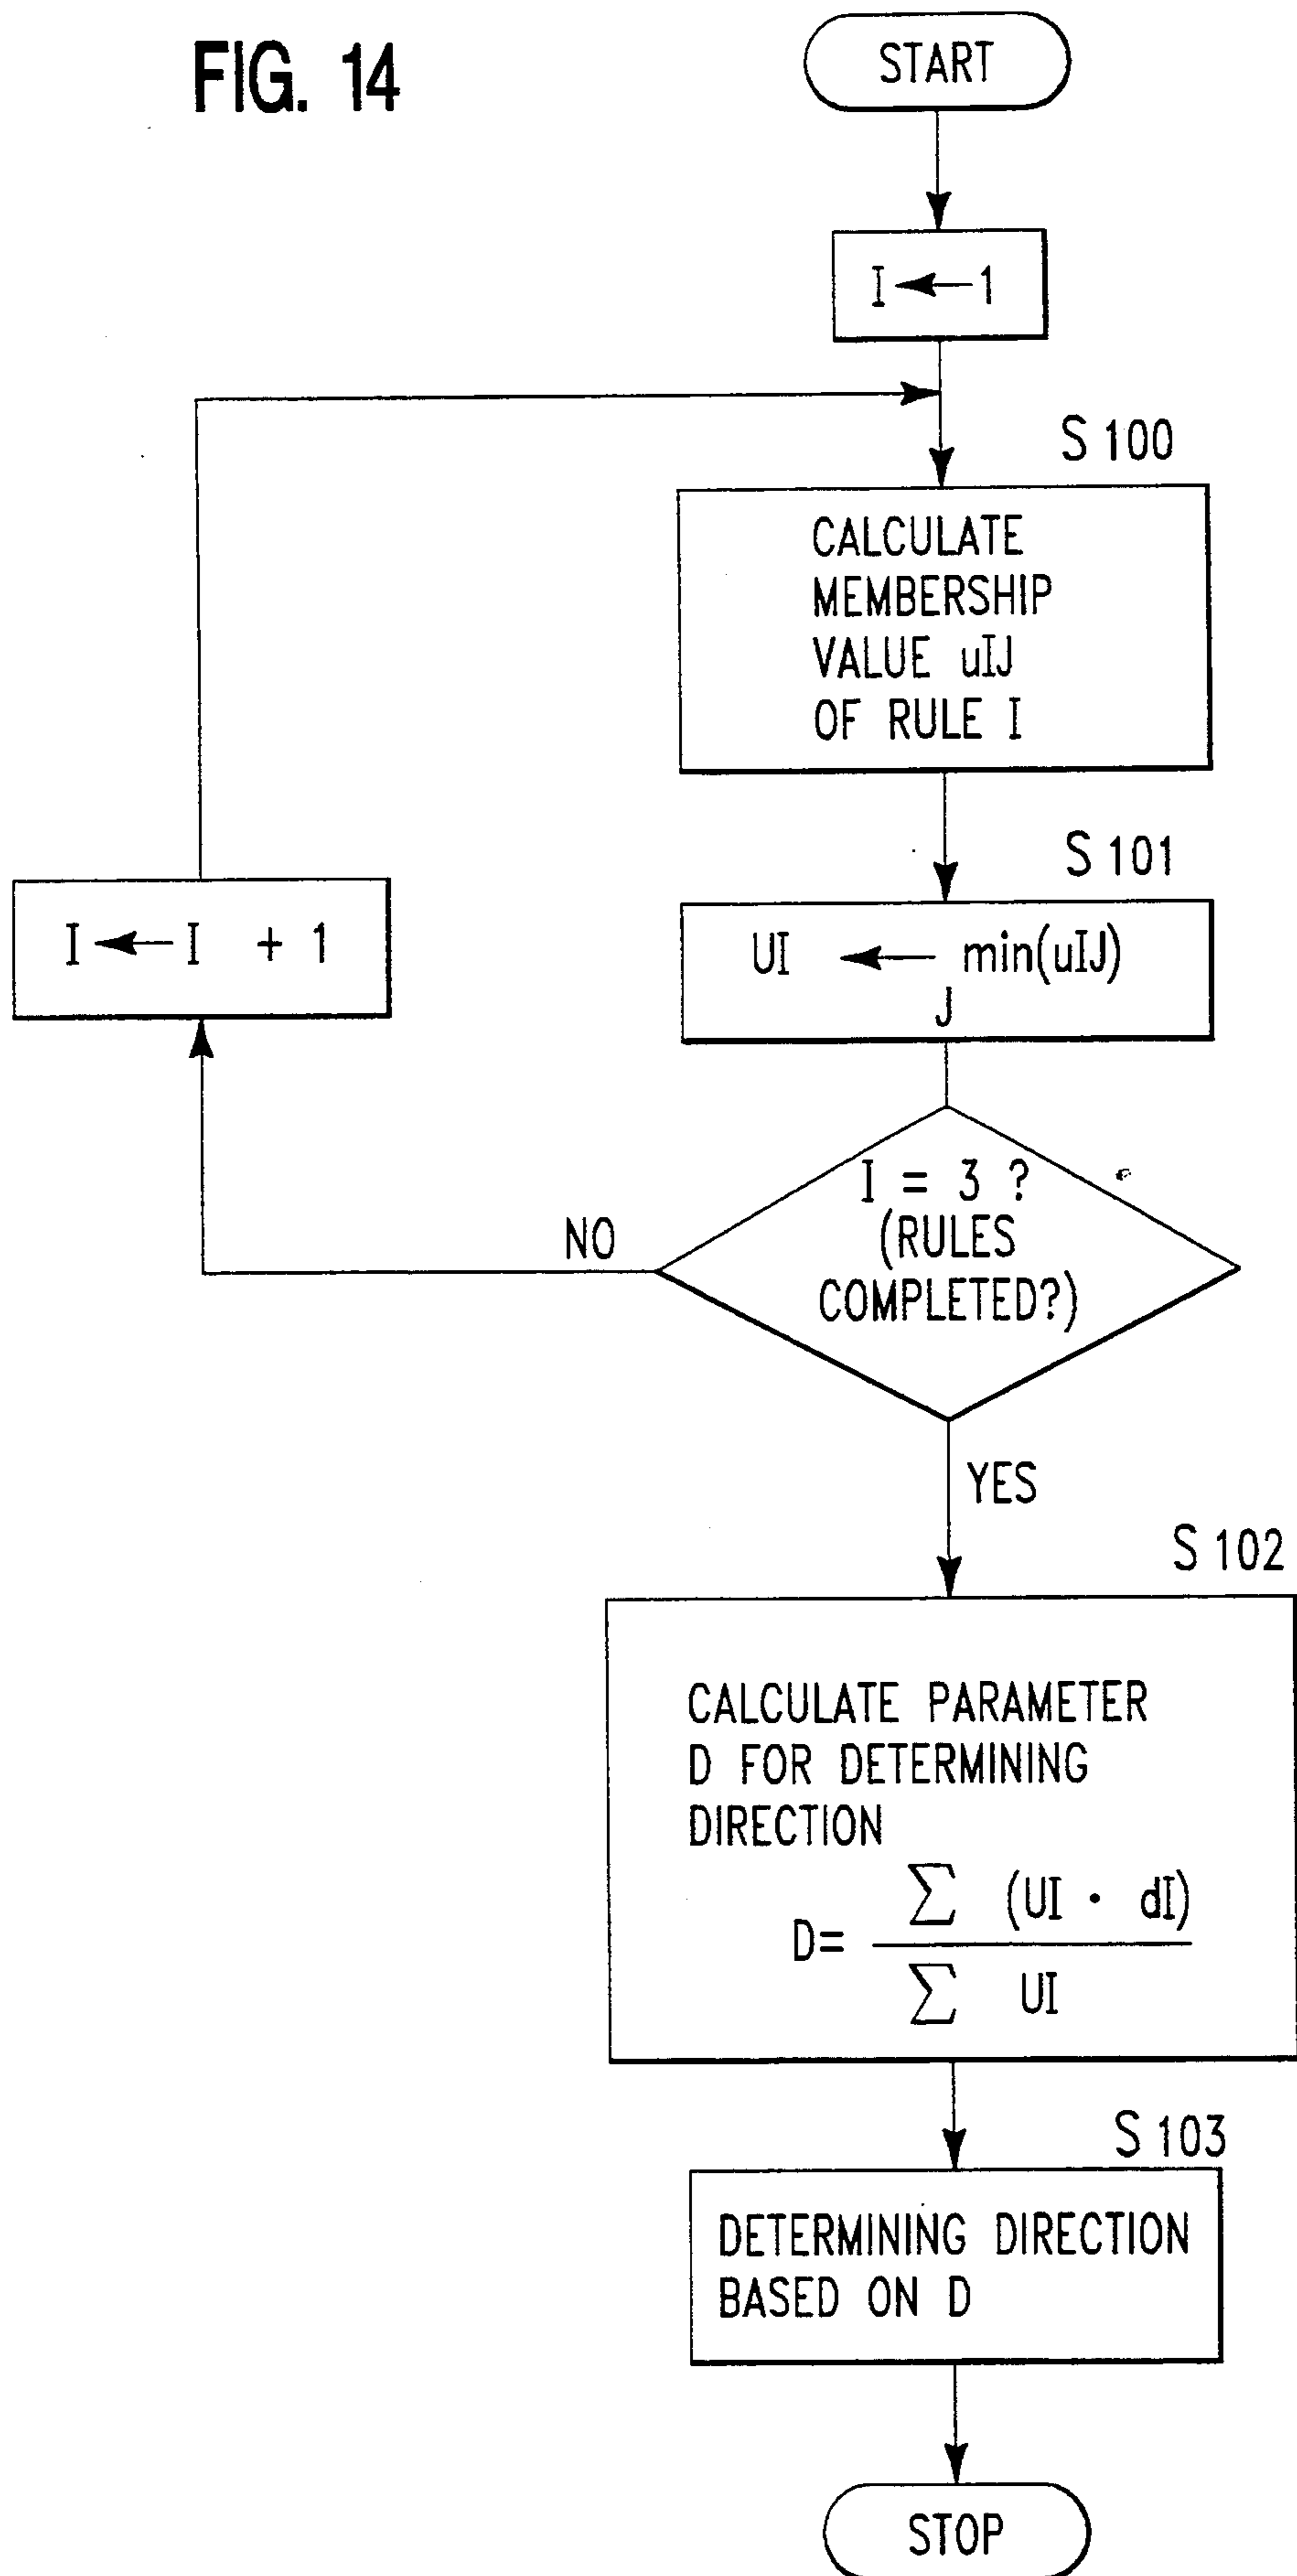 FIG. 14
START
I ← 1
S 100
CALCULATE
MEMBERSHIP
VALUE uIJ
OF RULE I
S 101
I ← I + 1
UI ← min(uIJ)
J
I = 3 ?
(RULES
COMPLETED?)
NO
YES
S 102
CALCULATE PARAMETER
D FOR DETERMINING
DIRECTION
∑ (UI · dI)
D=
∑ UI
S 103
DETERMINING DIRECTION
BASED ON D
STOP